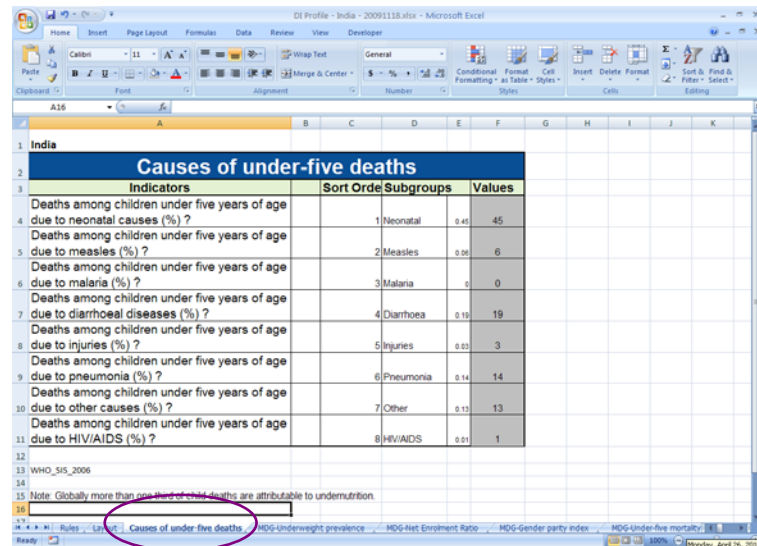 DI Profile - India - 20091118.xlsx - Microsoft Excel
Home Insert Page Layout Formulas Data Review View Developer
Calibri 11 Wrap Text General
Paste B I U Merge & Center $ % , Conditional Formatting Format as Table Cell Styles Insert Delete Format Sort & Filter Find & Select
Clipboard Font Alignment Number Styles Cells Editing
A16 fx
A B C D E F G H I J K
1 India
2 Causes of under-five deaths
3 Indicators Sort Orde Subgroups Values
Deaths among children under five years of age
4 due to neonatal causes (%) ? 1 Neonatal 0.45 45
Deaths among children under five years of age
5 due to measles (%) ? 2 Measles 0.06 6
Deaths among children under five years of age
6 due to malaria (%) ? 3 Malaria 0 0
Deaths among children under five years of age
7 due to diarrhoeal diseases (%) ? 4 Diarrhoea 0.19 19
Deaths among children under five years of age
8 due to injuries (%) ? 5 Injuries 0.03 3
Deaths among children under five years of age
9 due to pneumonia (%) ? 6 Pneumonia 0.14 14
Deaths among children under five years of age
10 due to other causes (%) ? 7 Other 0.13 13
Deaths among children under five years of age
11 due to HIV/AIDS (%) ? 8 HIV/AIDS 0.01 1
12
13 WHO_SIS_2006
14
15 Note: Globally more than one third of child deaths are attributable to undernutrition.
16
17
Rules Layout Causes of under-five deaths MDG-Underweight prevalence MDG-Net Enrolment Ratio MDG-Gender parity index MDG-Under-five mortality
Ready 100% Monday, April 26, 201